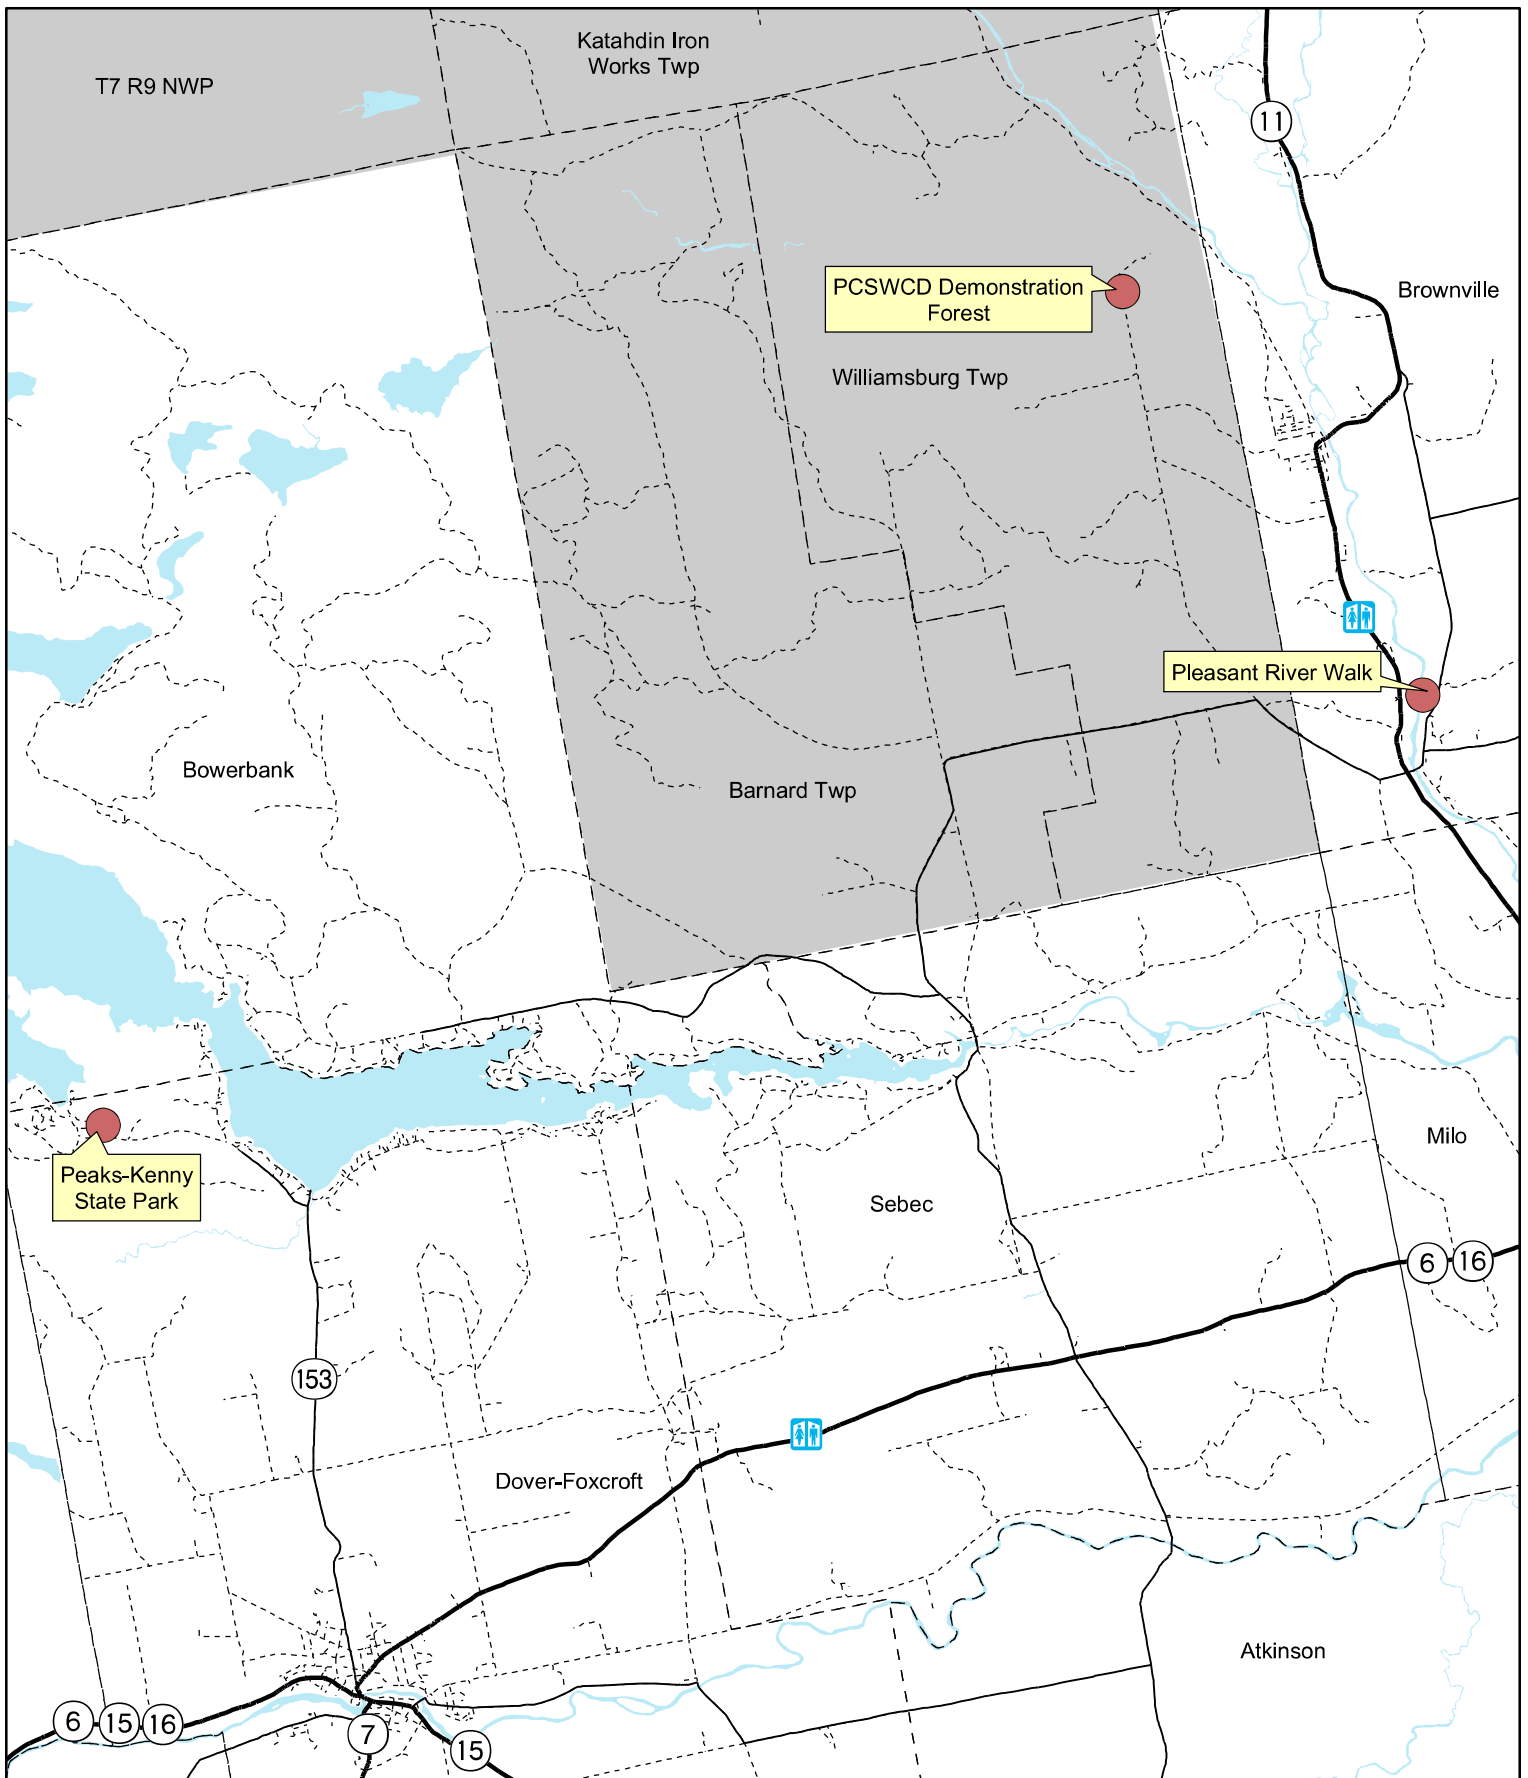 Katahdin Iron
Works Twp
T7 R9 NWP
11
PCSWCD Demonstration
Forest
Brownville
Williamsburg Twp
Pleasant River Walk
Bowerbank
Barnard Twp
Milo
Peaks-Kenny
State Park
Sebec
6
16
153
Dover-Foxcroft
Atkinson
6
15
16
7
15